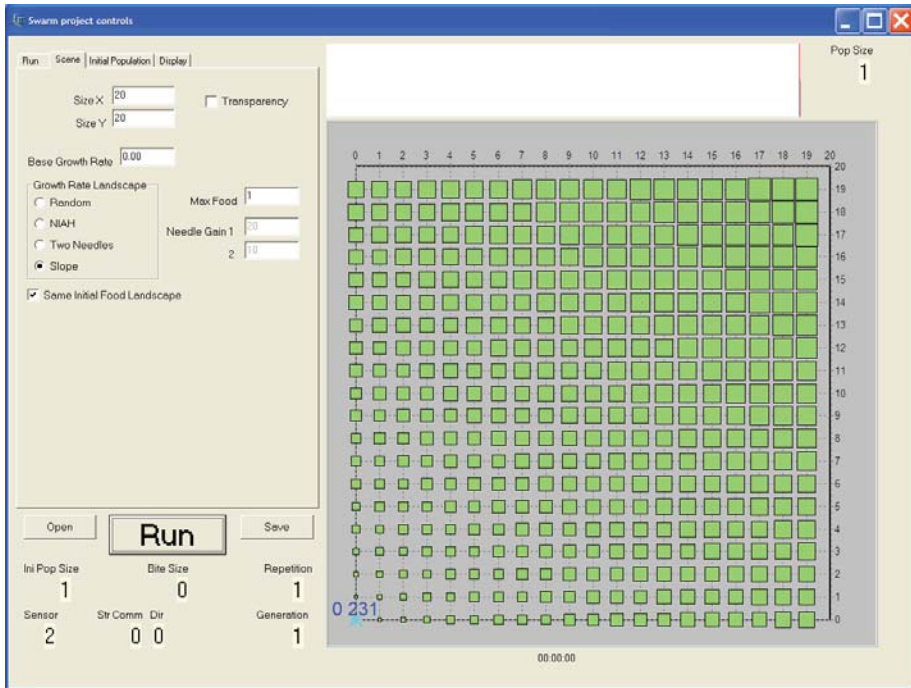 Swarm project controls
Run Scene Initial Population Display
Size X 20
Transparency
Size Y 20
Base Growth Rate 0.00
Growth Rate Landscape
Random
Max Food 1
NIAH
Needle Gain 1 20
Two Needles
2 10
Slope
Same Initial Food Landscape
Open Run Save
Ini Pop Size Bite Size Repetition
1 0 1
Sensor Str Comm Dir Generation
2 0 0 1
Pop Size
1
0 1 2 3 4 5 6 7 8 9 10 11 12 13 14 15 16 17 18 19 20
20
19
18
17
16
15
14
13
12
11
10
9
8
7
6
5
4
3
2
1
0 231
0
00:00:00